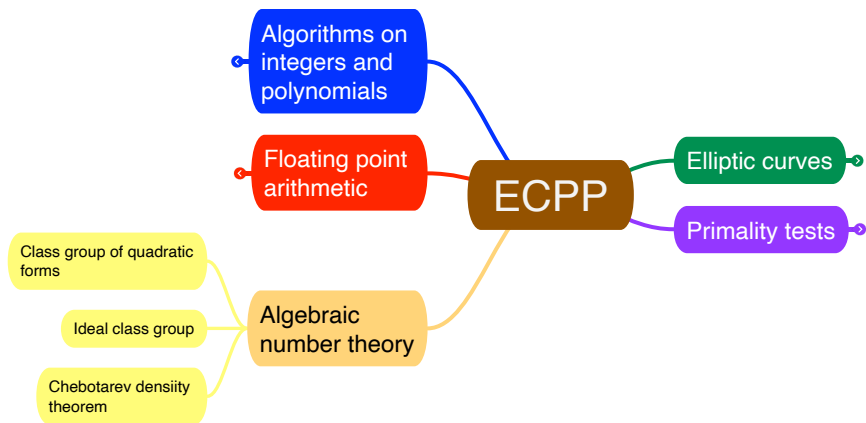 Algorithms on
integers and
polynomials
Floating point
arithmetic
ECPP
Elliptic curves
Primality tests
Class group of quadratic
forms
Ideal class group
Chebotarev densiity
theorem
Algebraic
number theory